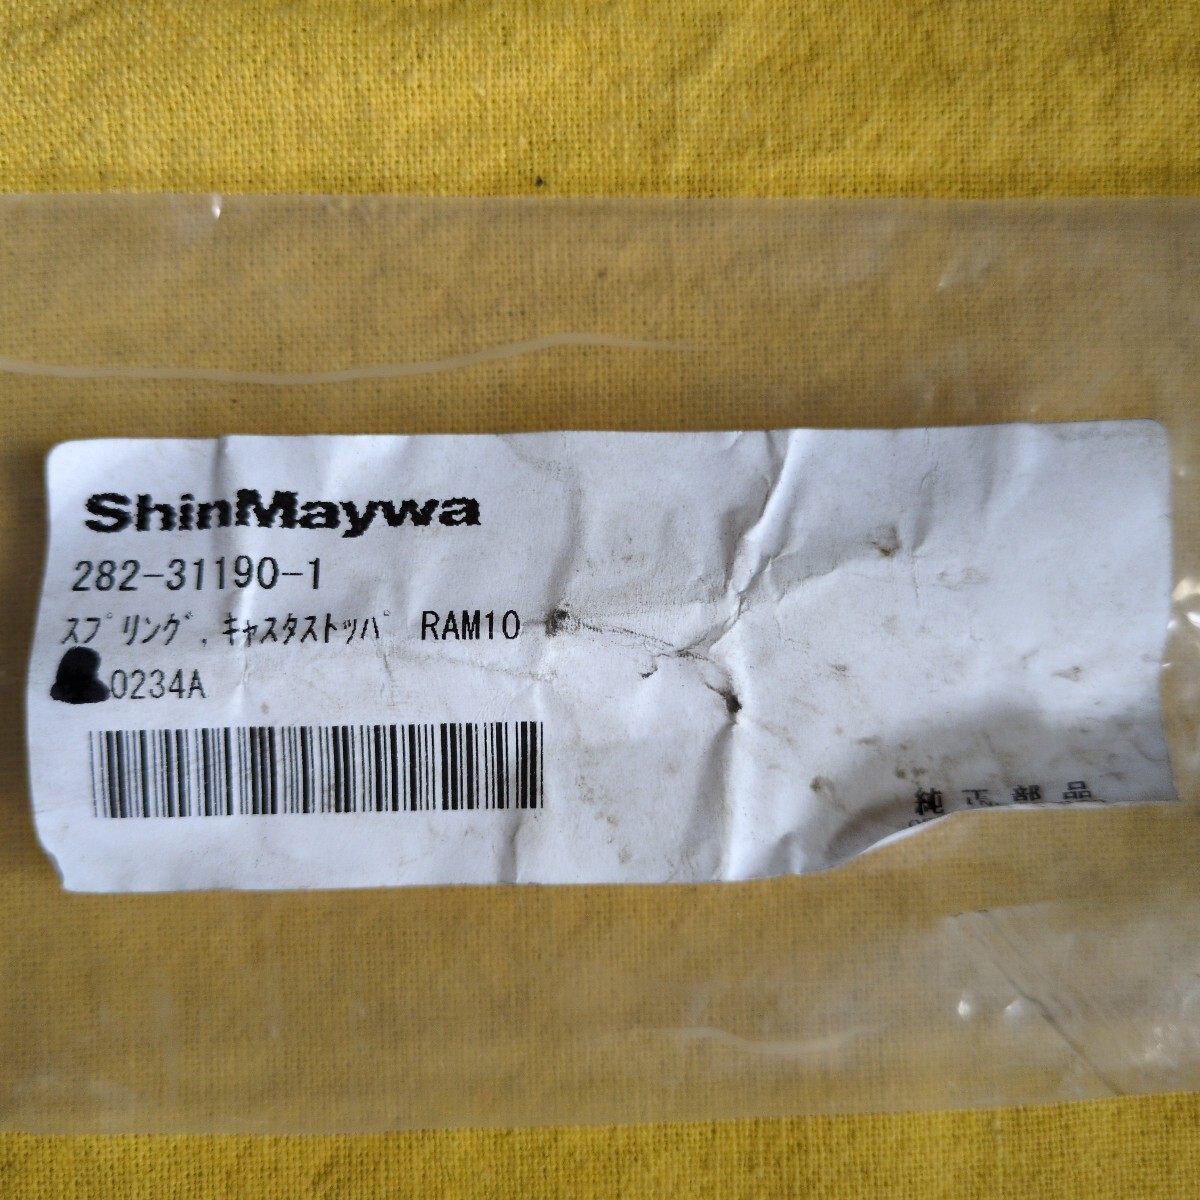 ShinMaywa
282-31190-1
ｽﾌﾟﾘﾝｸﾞ,ｷｬｽﾀｽﾄｯﾊﾟ RAM10
0234A
純正部品